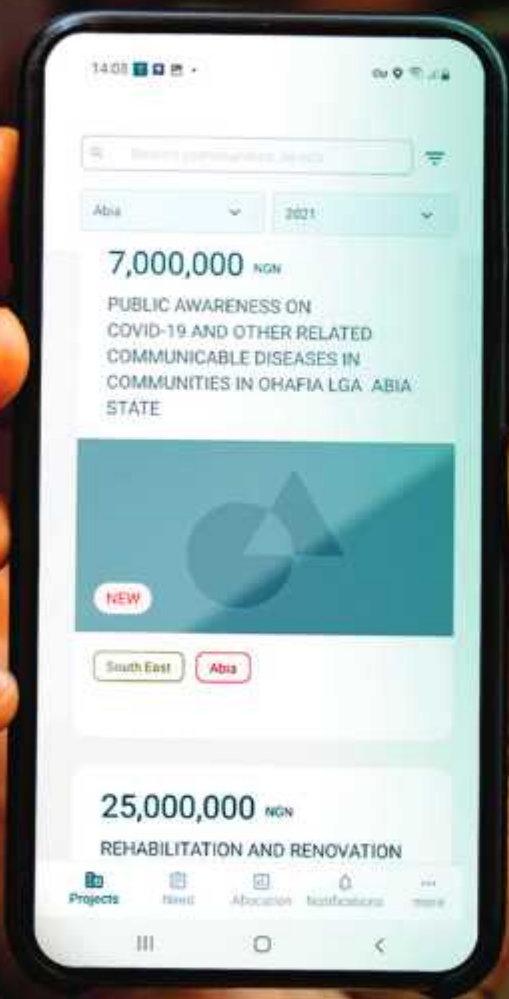 14:08
Abia
2021
7,000,000 NGN
PUBLIC AWARENESS ON
COVID-19 AND OTHER RELATED
COMMUNICABLE DISEASES IN
COMMUNITIES IN OHAFIA LGA ABIA
STATE
NEW
South East
Abia
25,000,000 NGN
REHABILITATION AND RENOVATION
Projects
News
Allocation
Notifications
more